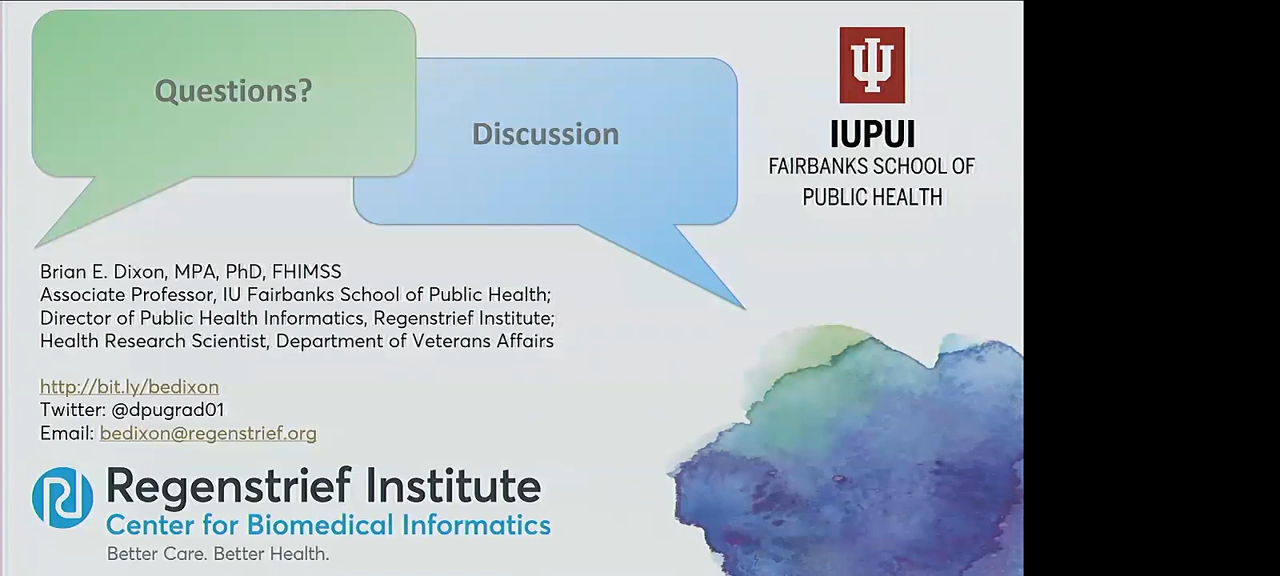 Questions?
Discussion
IUPUI
FAIRBANKS SCHOOL OF
PUBLIC HEALTH
Brian E. Dixon, MPA, PhD, FHIMSS
Associate Professor, IU Fairbanks School of Public Health;
Director of Public Health Informatics, Regenstrief Institute;
Health Research Scientist, Department of Veterans Affairs
http://bit.ly/bedixon
Twitter: @dpugrad01
Email: bedixon@regenstrief.org
Regenstrief Institute
Center for Biomedical Informatics
Better Care. Better Health.